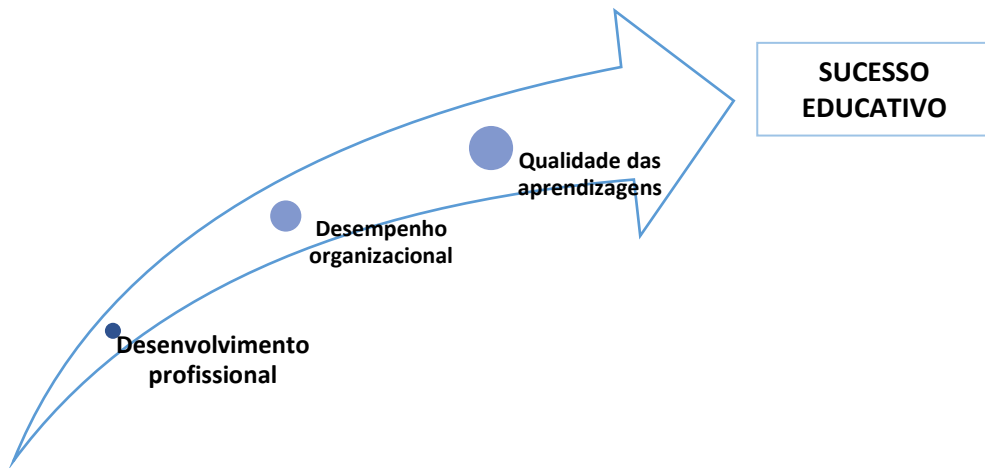 SUCESSO
EDUCATIVO
Qualidade das
aprendizagens
Desempenho
organizacional
Desenvolvimento
profissional